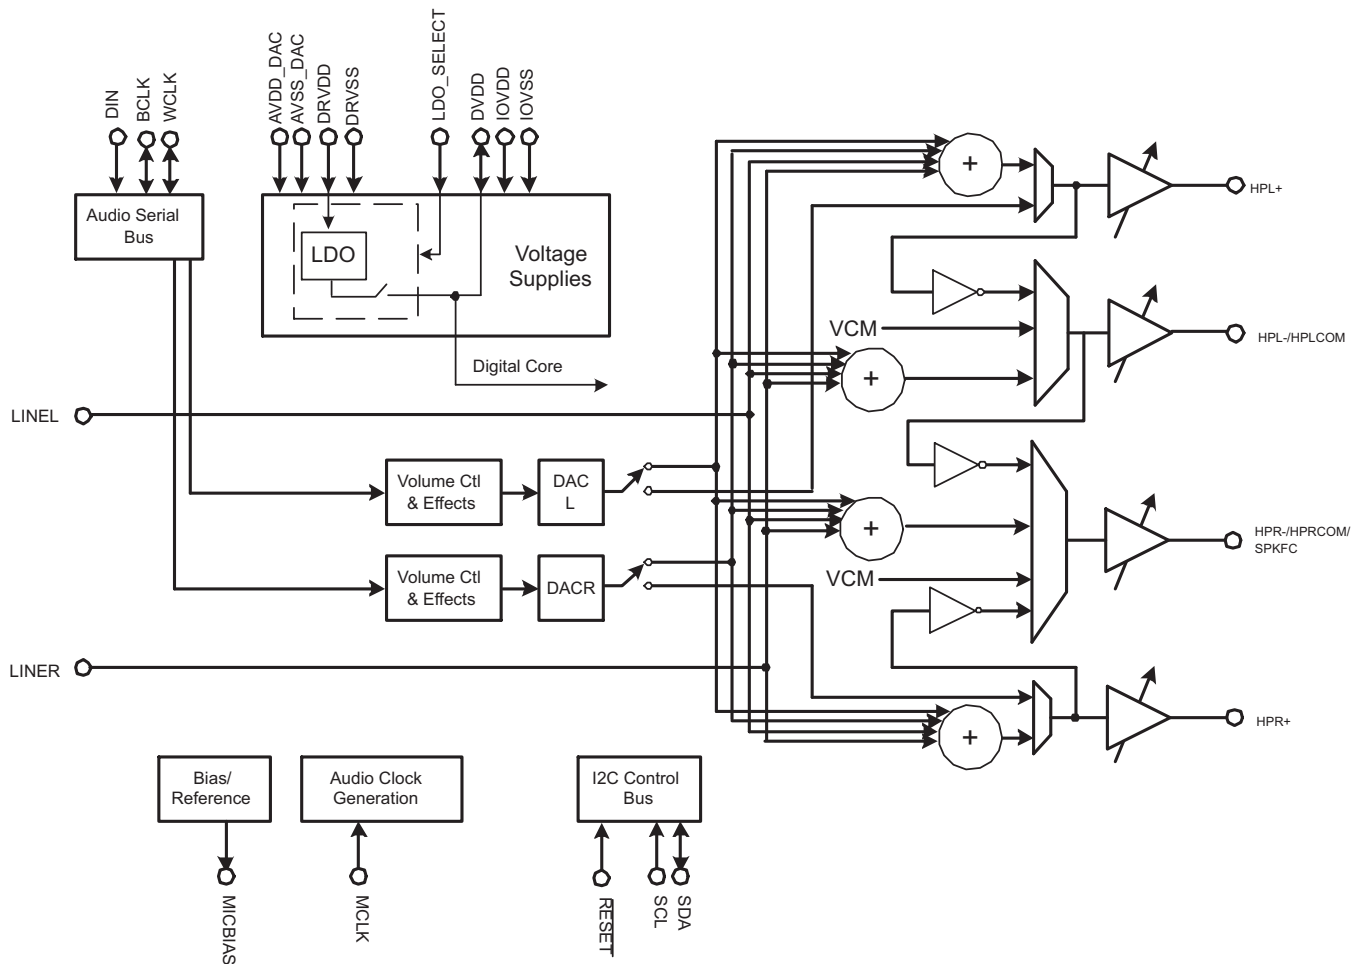 DIN
BCLK
WCLK
AVDD_DAC
AVSS_DAC
DRVDD
DRVSS
LDO_SELECT
DVDD
IOVDD
IOVSS
Audio Serial
Bus
LDO
Voltage
Supplies
Digital Core
+
HPL+
VCM
+
HPL-/HPLCOM
LINEL
Volume Ctl
& Effects
DAC
L
+
HPR-/HPRCOM/
SPKFC
Volume Ctl
& Effects
DACR
VCM
LINER
+
HPR+
Bias/
Reference
Audio Clock
Generation
I2C Control
Bus
MICBIAS
MCLK
RESET
SCL
SDA